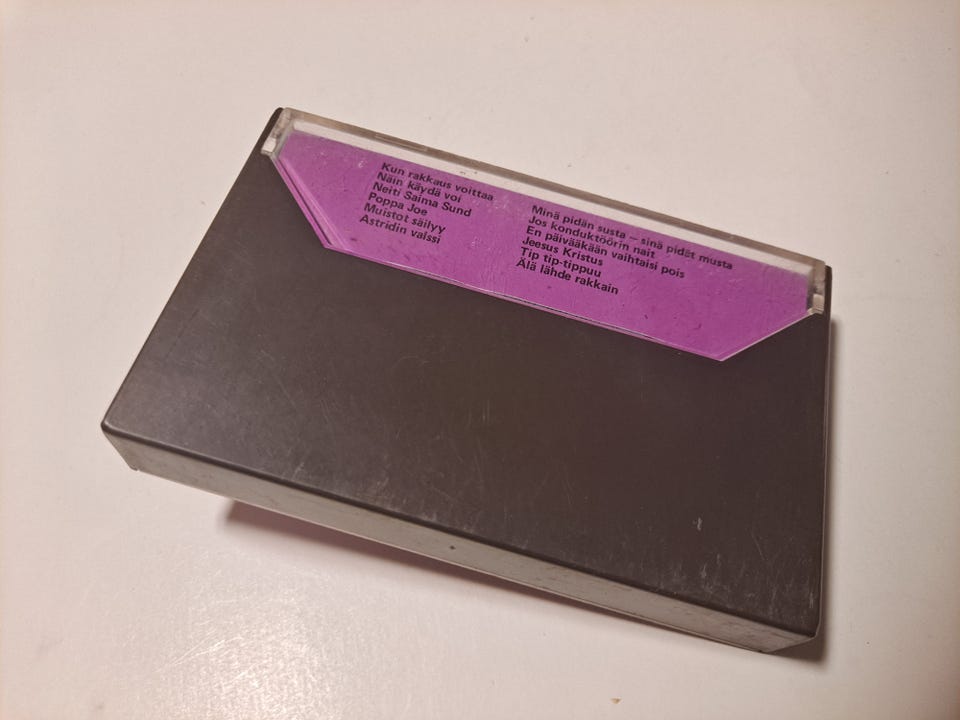 Kun rakkaus voittaa
Näin käydä voi
Neiti Saima Sund
Poppa Joe
Muistot säilyy
Astridin valssi
Minä pidän susta – sinä pidät musta
Jos konduktöörin nait
En päivääkään vaihtaisi pois
Jeesus Kristus
Tip tip-tippuu
Älä lähde rakkain